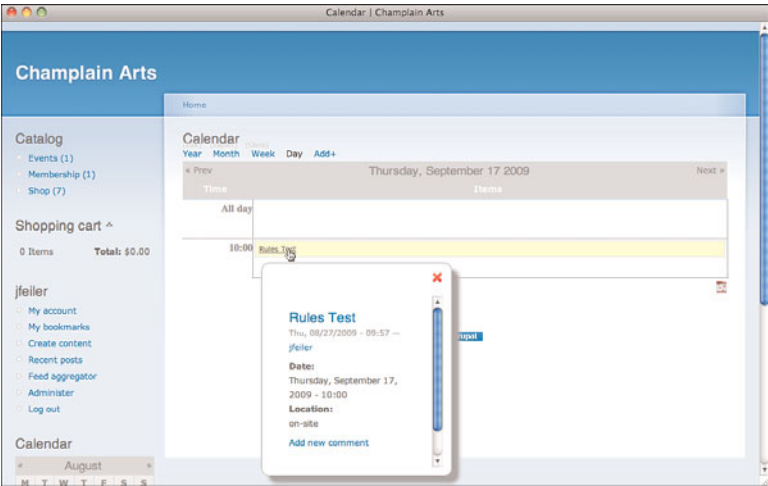 Calendar | Champlain Arts
Champlain Arts
Home
Catalog
Events (1)
Membership (1)
Shop (7)
Shopping cart ^
0 Items Total: $0.00
jfeiler
My account
My bookmarks
Create content
Recent posts
Feed aggregator
Administer
Log out
Calendar
« August »
M T W T F S S
Calendar
Year Month Week Day Add+
« Prev Thursday, September 17 2009 Next »
Time Items
All day
10:00 Rules Test
Rules Test
Thu, 08/27/2009 - 09:57 —
jfeiler
Date:
Thursday, September 17,
2009 - 10:00
Location:
on-site
Add new comment